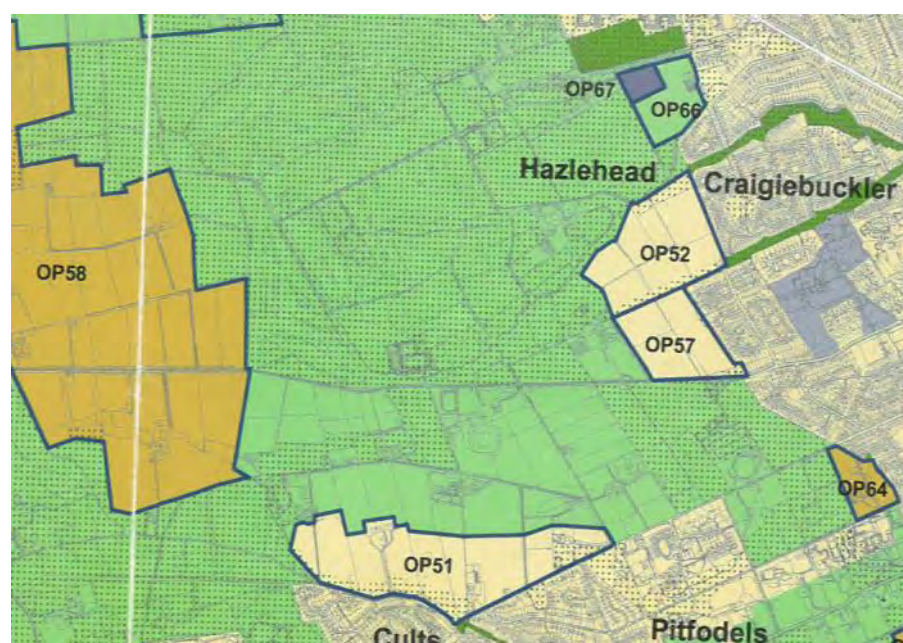 OP67
OP66
Hazlehead
Craigiebuckler
OP52
OP58
OP57
OP64
OP51
Cults
Pitfodels